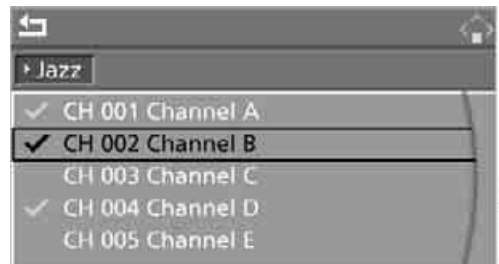 Jazz
CH 001 Channel A
CH 002 Channel B
CH 003 Channel C
CH 004 Channel D
CH 005 Channel E